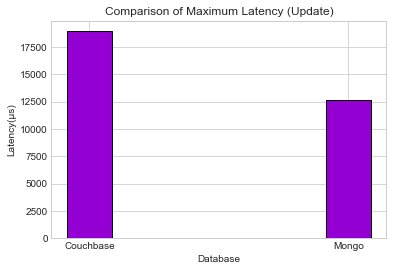 Comparison of Maximum Latency (Update)
Latency(μs)
17500
15000
12500
10000
7500
5000
2500
0
Couchbase Mongo
Database